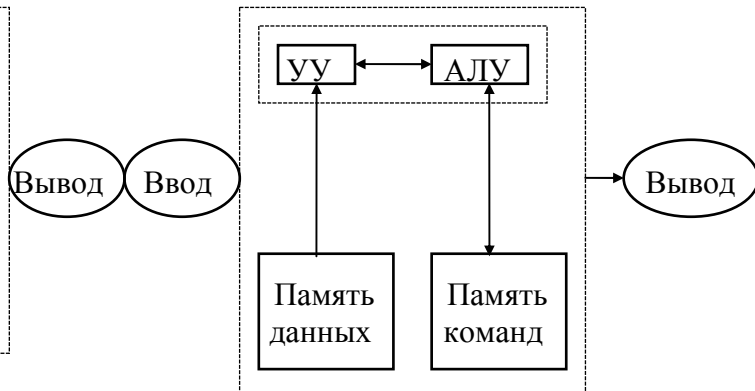 УУ
АЛУ
Вывод
Ввод
Вывод
Память
данных
Память
команд